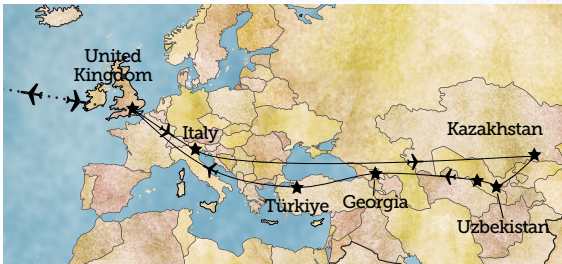 United
Kingdom
Italy
Kazakhstan
Türkiye
Georgia
Uzbekistan